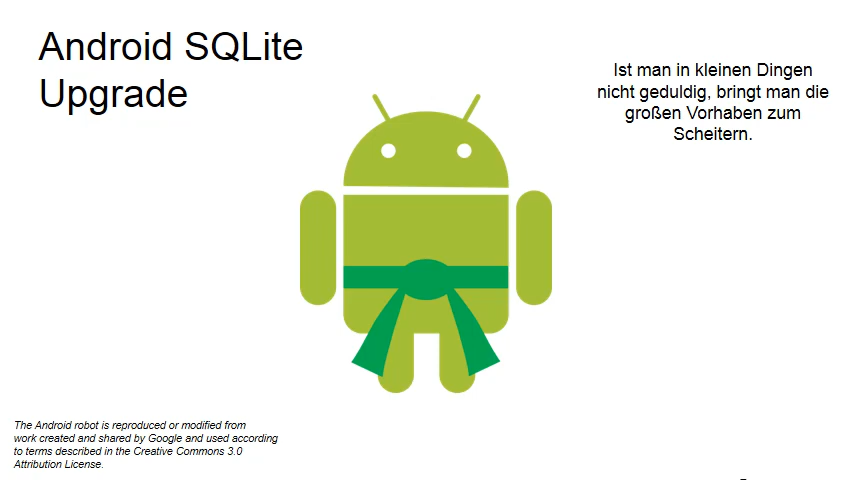 Android SQLite
Upgrade
Ist man in kleinen Dingen
nicht geduldig, bringt man die
großen Vorhaben zum
Scheitern.
The Android robot is reproduced or modified from
work created and shared by Google and used according
to terms described in the Creative Commons 3.0
Attribution License.